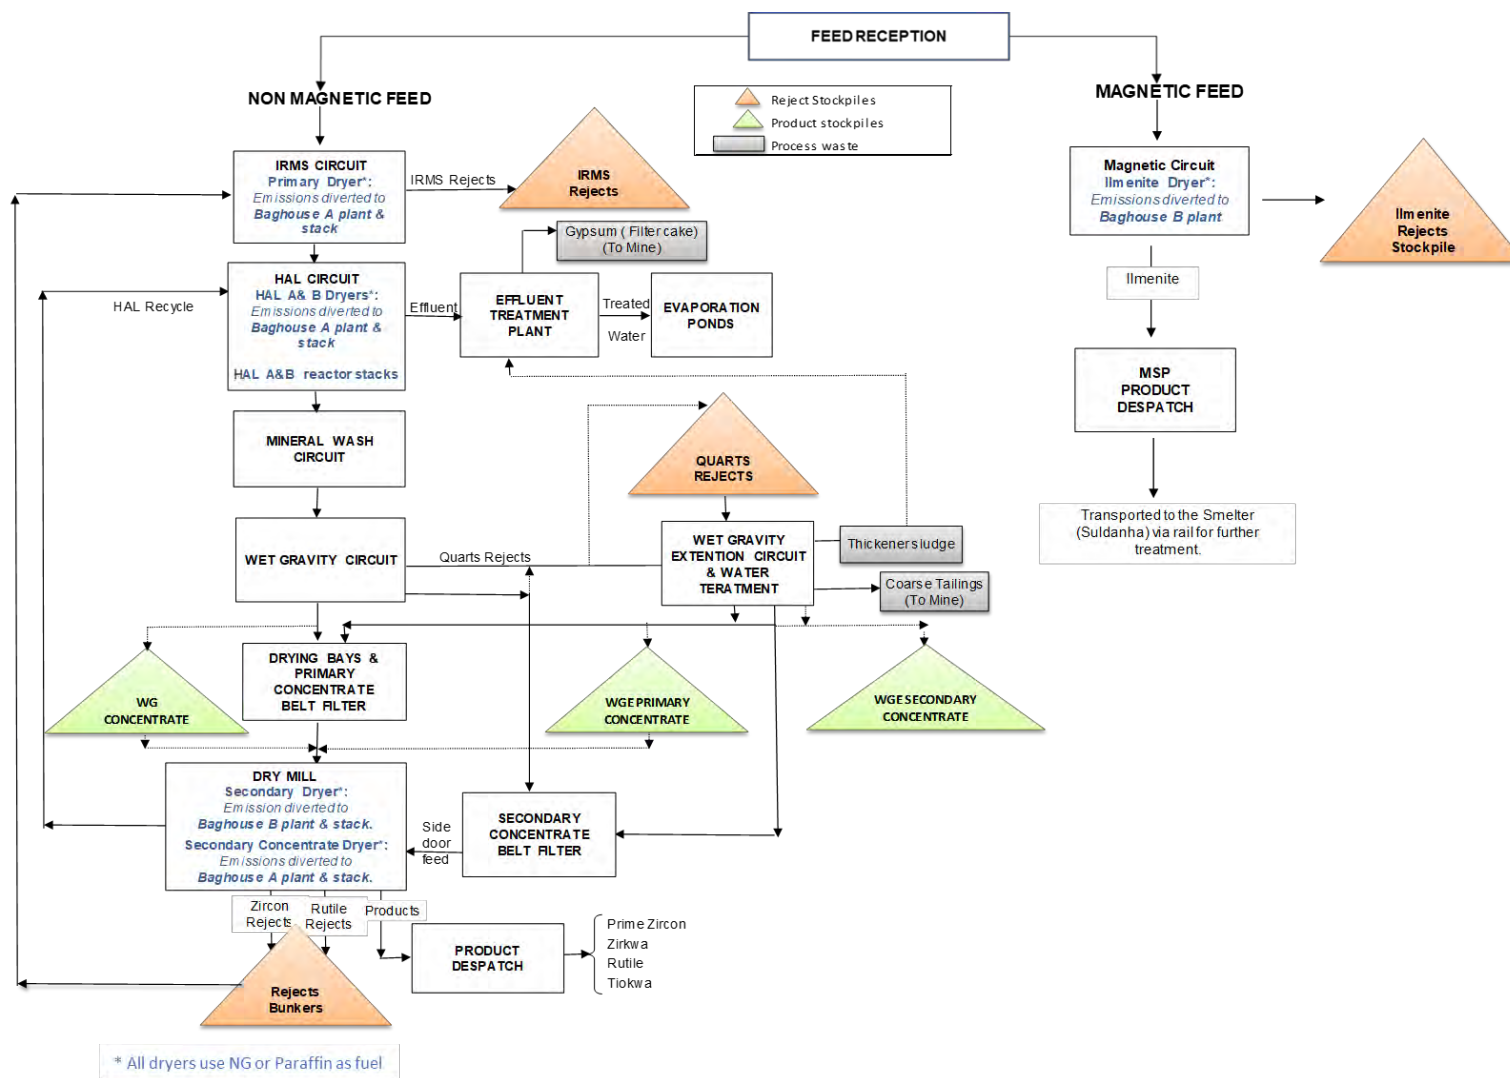 FEED RECEPTION
NON MAGNETIC FEED
MAGNETIC FEED
Reject Stockpiles
Product stockpiles
Process waste
IRMS CIRCUIT
Primary Dryer*:
Emissions diverted to
Baghouse A plant &
stack
IRMS Rejects
IRMS
Rejects
Magnetic Circuit
Ilmenite Dryer*:
Emissions diverted to
Baghouse B plant
Ilmenite
Rejects
Stockpile
Gypsum ( Filter cake)
(To Mine)
HAL CIRCUIT
HAL A& B Dryers*:
Emissions diverted to
Baghouse A plant &
stack
HAL A&B reactor stacks
HAL Recycle
Effluent
EFFLUENT
TREATMENT
PLANT
Treated
Water
EVAPORATION
PONDS
Ilmenite
MSP
PRODUCT
DESPATCH
MINERAL WASH
CIRCUIT
QUARTS
REJECTS
Transported to the Smelter
(Suldanha) via rail for further
treatment.
WET GRAVITY CIRCUIT
Quarts Rejects
WET GRAVITY
EXTENTION CIRCUIT
& WATER
TERATMENT
Thickenersludge
Coarse Tailings
(To Mine)
DRYING BAYS &
PRIMARY
CONCENTRATE
BELT FILTER
WG
CONCENTRATE
WGE PRIMARY
CONCENTRATE
WGE SECONDARY
CONCENTRATE
DRY MILL
Secondary Dryer*:
Emission diverted to
Baghouse B plant & stack.
Secondary Concentrate Dryer*:
Emissions diverted to
Baghouse A plant & stack.
Side
door
feed
SECONDARY
CONCENTRATE
BELT FILTER
Zircon
Rejects
Rutile
Rejects
Products
PRODUCT
DESPATCH
Prime Zircon
Zirkwa
Rutile
Tiokwa
Rejects
Bunkers
* All dryers use NG or Paraffin as fuel